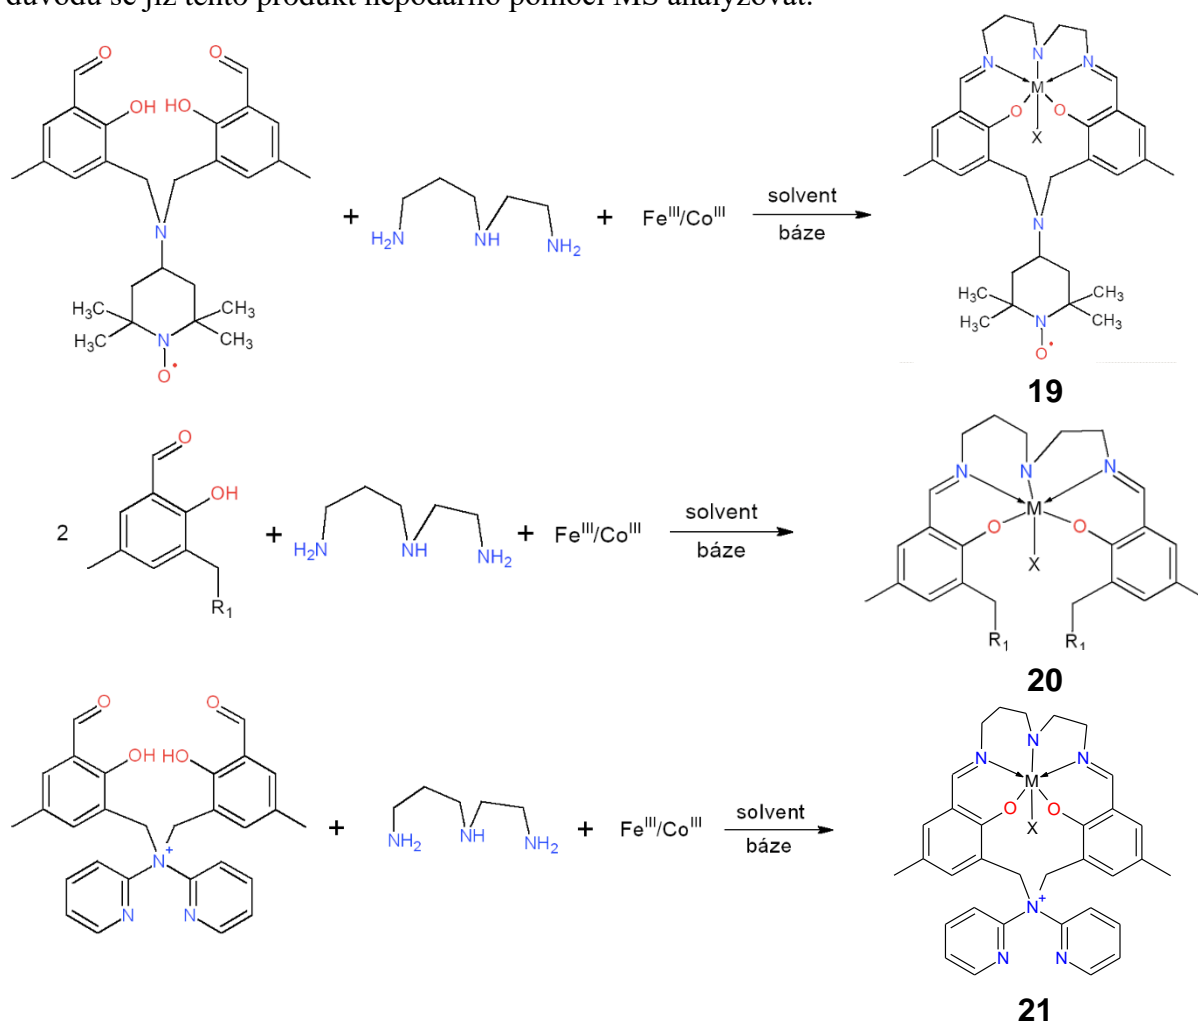 důvodu se již tento produkt nepodařilo pomocí MS analyzovat.
O O
OH HO
N
H₃C CH₃
H₃C N CH₃
O•
+
H₂N NH NH₂
+
Feᴵᴵᴵ/Coᴵᴵᴵ
solvent
báze
N N N
M
O O
X
N
H₃C CH₃
H₃C N CH₃
O•
19
2
O
OH
R₁
+
H₂N NH NH₂
+
Feᴵᴵᴵ/Coᴵᴵᴵ
solvent
báze
N N N
M
O O
X
R₁ R₁
20
O O
OH HO
N⁺
N N
+
NH₂ NH NH₂
+
Feᴵᴵᴵ/Coᴵᴵᴵ
solvent
báze
N N N
M
O O
X
N⁺
N N
21